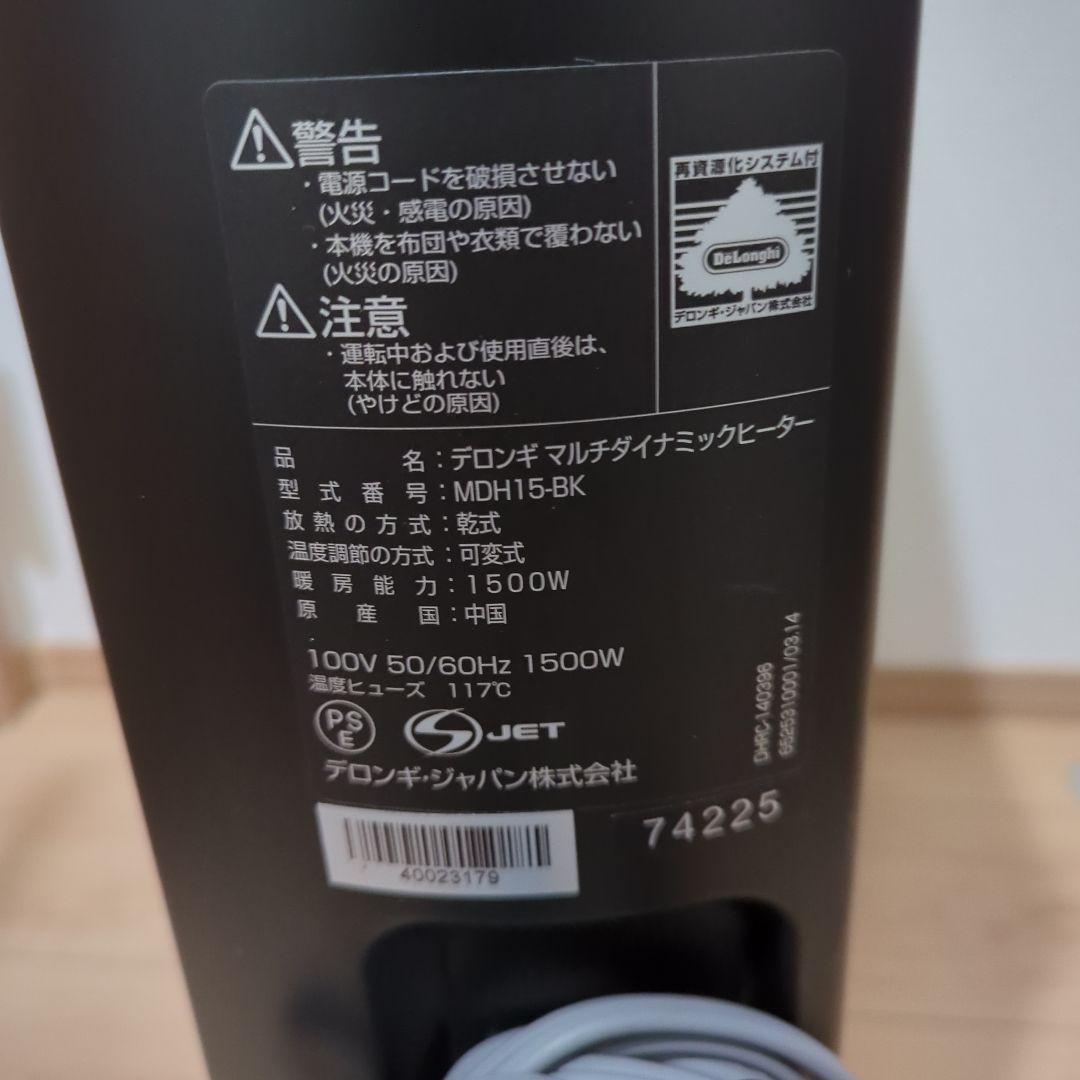 警告
・電源コードを破損させない
(火災・感電の原因)
・本機を布団や衣類で覆わない
(火災の原因)
注意
・運転中および使用直後は、
本体に触れない
(やけどの原因)
再資源化システム付
DeLonghi
デロンギ・ジャパン株式会社
品名：デロンギ マルチダイナミックヒーター
型式番号：MDH15-BK
放熱の方式：乾式
温度調節の方式：可変式
暖房能力：1500W
原産国：中国
100V 50/60Hz 1500W
温度ヒューズ 117℃
PSE
JET
デロンギ・ジャパン株式会社
DHRC-140396
6525310001/03.14
40023179
74225